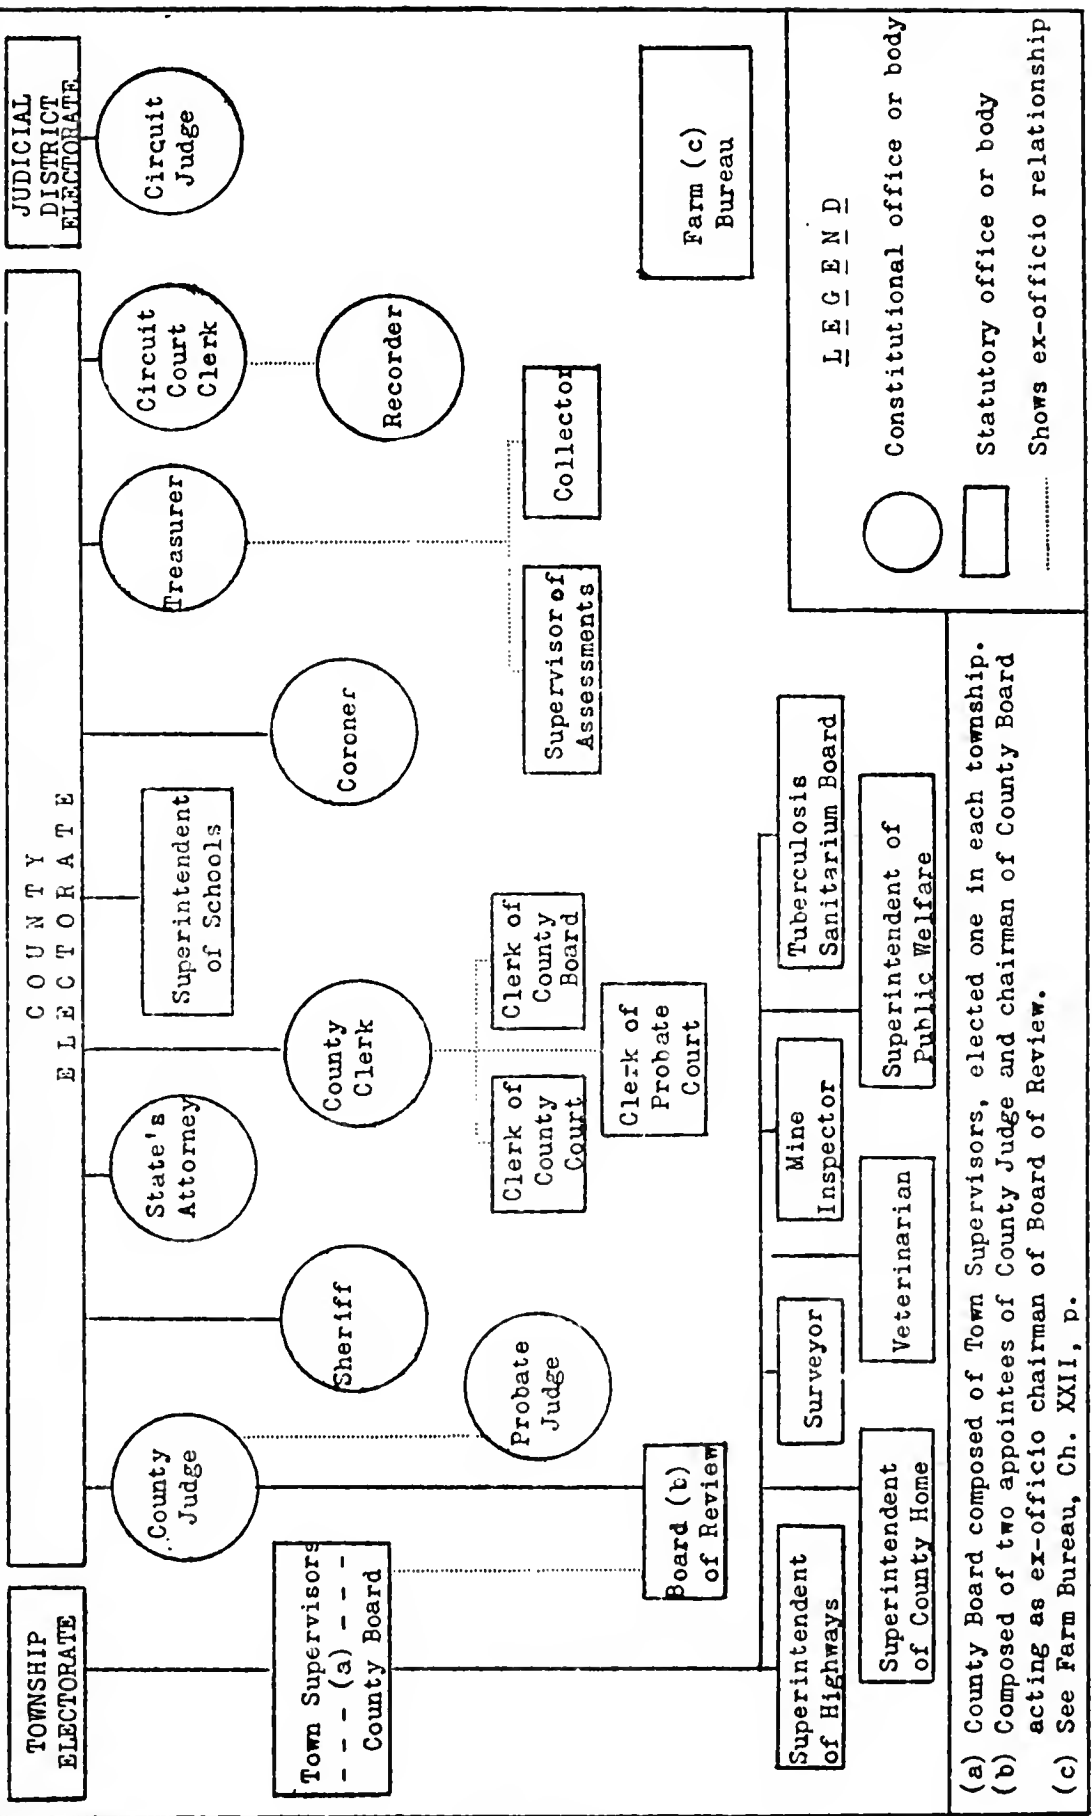 TOWNSHIP
ELECTORATE
COUNTY
ELECTORATE
JUDICIAL
DISTRICT
ELECTORATE
County
Judge
Sheriff
State's
Attorney
County
Clerk
Superintendent
of Schools
Coroner
Treasurer
Circuit
Court
Clerk
Circuit
Judge
Town Supervisors
- - - (a) - - -
County Board
Probate
Judge
Clerk of
County
Court
Clerk of
County
Board
Clerk of
Probate
Court
Supervisor of
Assessments
Collector
Recorder
Board (b)
of Review
Farm (c)
Bureau
Superintendent
of Highways
Surveyor
Mine
Inspector
Tuberculosis
Sanitarium Board
Superintendent
of County Home
Veterinarian
Superintendent of
Public Welfare
LEGEND
Constitutional office or body
Statutory office or body
Shows ex-officio relationship
(a) County Board composed of Town Supervisors, elected one in each township.
(b) Composed of two appointees of County Judge and chairman of County Board
acting as ex-officio chairman of Board of Review.
(c) See Farm Bureau, Ch. XXII, p.